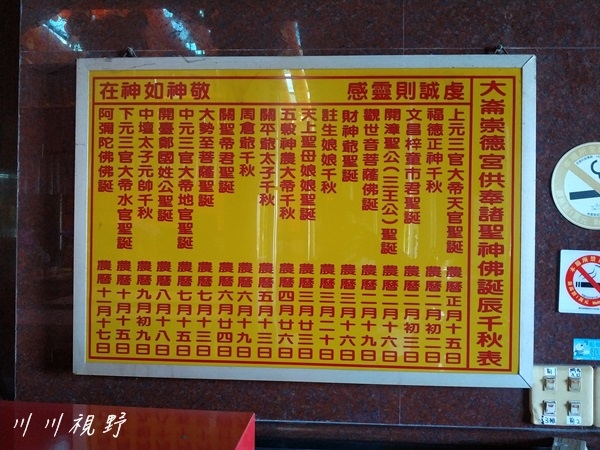 大崙崇德宮供奉諸聖神佛誕辰千秋表
虔誠則靈感
敬神如神在
上元三官大帝天官聖誕 農曆正月十五日
福德正神千秋 農曆二月初二日
文昌梓童市君聖誕 農曆二月初三日
開漳聖公(三王公)聖誕 農曆二月十六日
觀世音菩薩佛誕 農曆二月十九日
財神爺聖誕 農曆三月十六日
註生娘娘千秋 農曆三月二十日
天上聖母娘娘聖誕 農曆三月廿三日
五穀神農大帝千秋 農曆四月廿六日
關平爺太子千秋 農曆五月十三日
周倉爺千秋 農曆六月十九日
關聖帝君聖誕 農曆六月廿四日
大勢至菩薩聖誕 農曆七月十三日
中元三官大帝地官聖誕 農曆七月十五日
開臺鄭國姓公聖誕 農曆八月十八日
中壇太子元帥千秋 農曆九月初九日
下元三官大帝水官聖誕 農曆十月十五日
阿彌陀佛佛誕 農曆十一月十七日
川川視野